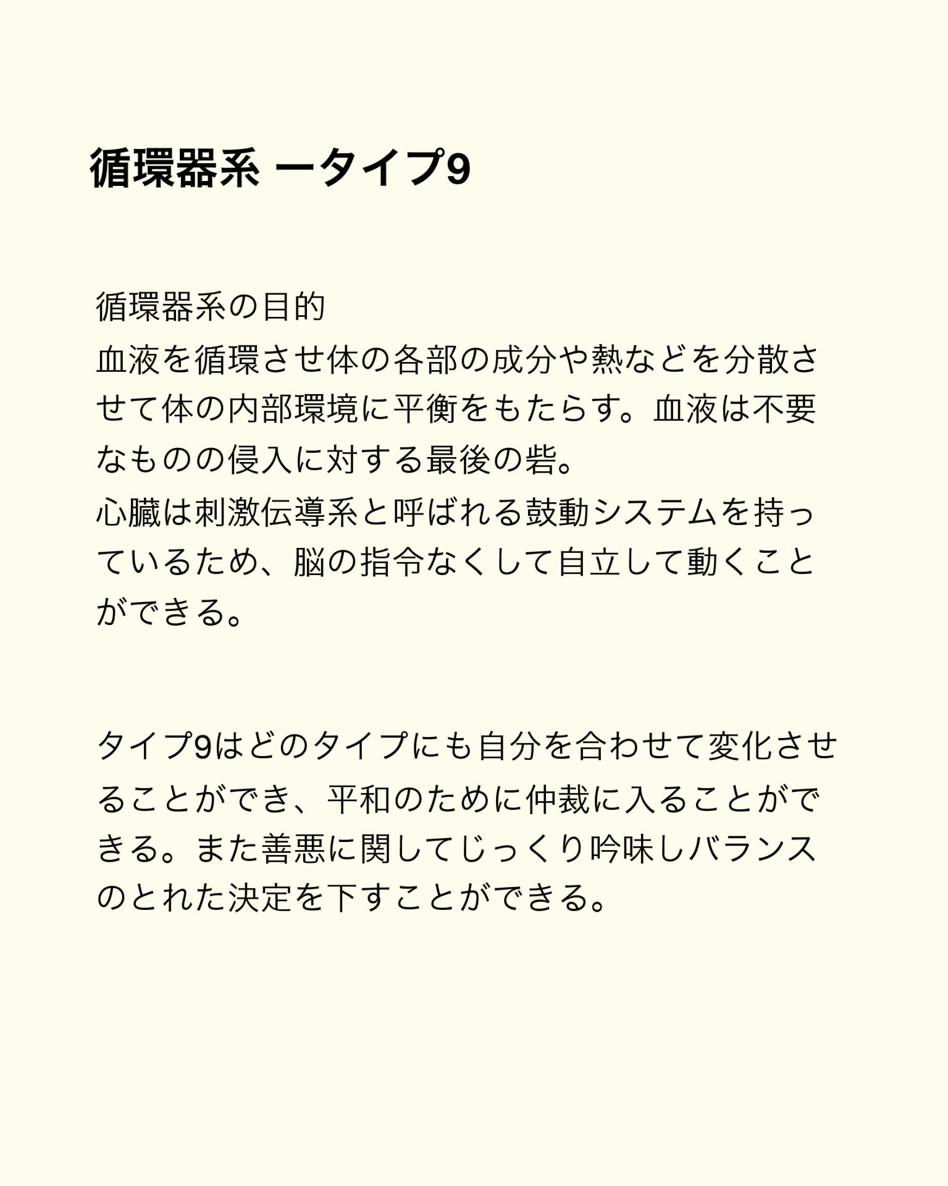 循環器系 ータイプ9
循環器系の目的
血液を循環させ体の各部の成分や熱などを分散さ
せて体の内部環境に平衡をもたらす。血液は不要
なものの侵入に対する最後の砦。
心臓は刺激伝導系と呼ばれる鼓動システムを持っ
ているため、脳の指令なくして自立して動くこと
ができる。
タイプ9はどのタイプにも自分を合わせて変化させ
ることができ、平和のために仲裁に入ることがで
きる。また善悪に関してじっくり吟味しバランス
のとれた決定を下すことができる。